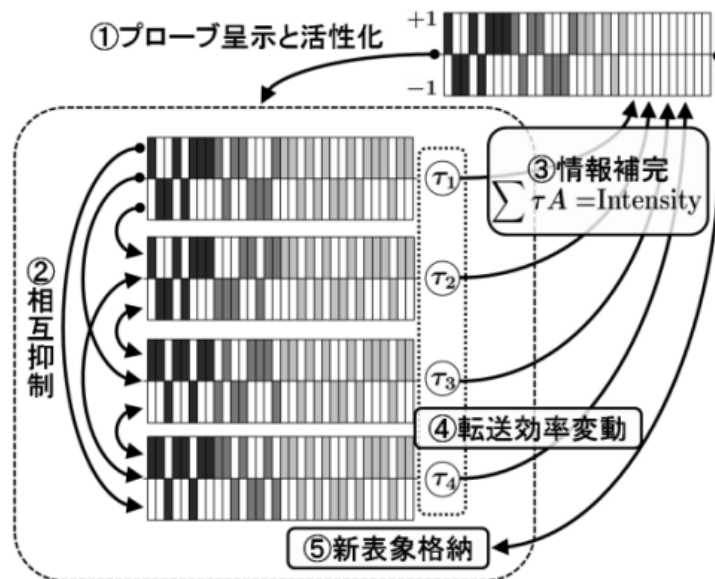 ①プローブ呈示と活性化
+1
−1
②相互抑制
τ₁
τ₂
τ₃
τ₄
③情報補完
∑ τA =Intensity
④転送効率変動
⑤新表象格納